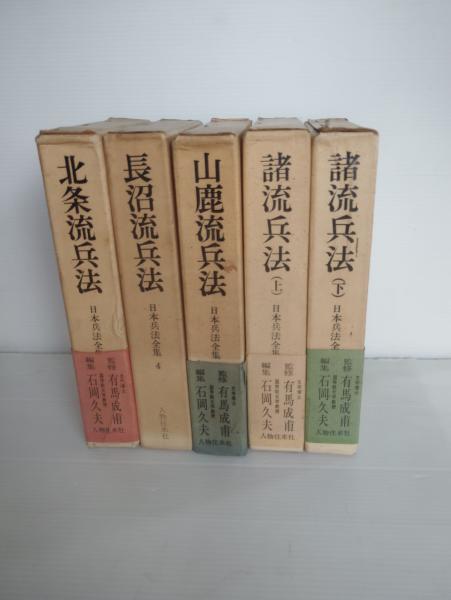 北条流兵法
日本兵法全集
監修 有馬成甫
編集 石岡久夫
人物往来社
長沼流兵法
日本兵法全集 4
人物往来社
山鹿流兵法
日本兵法全
監修 有馬成甫
編集 石岡久夫
人物往来社
諸流兵法(上)
日本兵法全集
監修 有馬成甫
編集 石岡久夫
人物往来社
諸流兵法(下)
日本兵法全
監修 有馬成甫
編集 石岡久夫
人物往来社